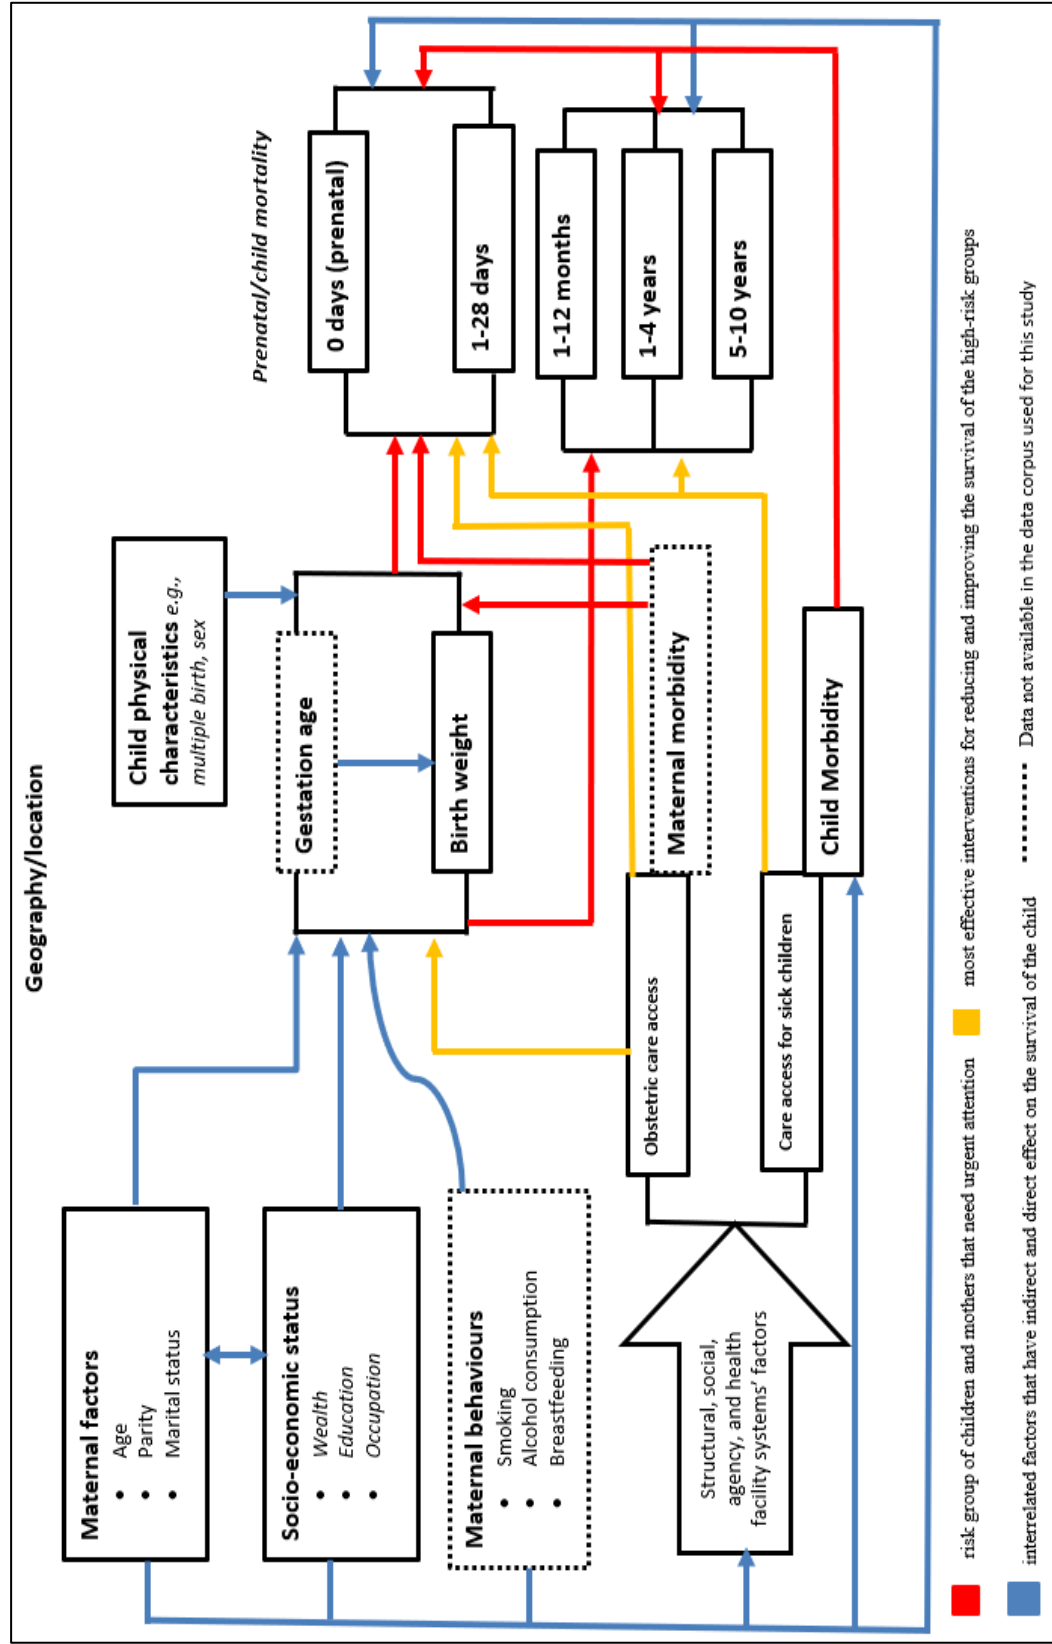 Geography/location
Maternal factors
• Age
• Parity
• Marital status
Socio-economic status
• Wealth
• Education
• Occupation
Maternal behaviours
• Smoking
• Alcohol consumption
• Breastfeeding
Structural, social,
agency, and health
facility systems' factors
Child physical
characteristics e.g.,
multiple birth, sex
Gestation age
Birth weight
Obstetric care access
Maternal morbidity
Care access for sick children
Child Morbidity
Prenatal/child mortality
0 days (prenatal)
1-28 days
1-12 months
1-4 years
5-10 years
risk group of children and mothers that need urgent attention
most effective interventions for reducing and improving the survival of the high-risk groups
interrelated factors that have indirect and direct effect on the survival of the child
Data not available in the data corpus used for this study